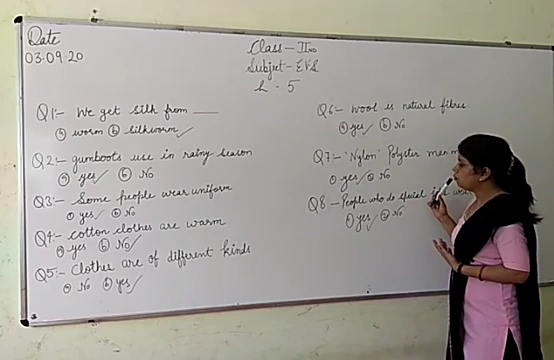 Date
03.09.20
Class - IInd
Subject - E.V.S
L - 5
Q1:- We get silk from ___
ⓐ worm ⓑ silkworm ✓
Q2:- gumboots use in rainy season
ⓐ yes ✓ ⓑ No
Q3:- Some people wear uniform
ⓐ yes ✓ ⓑ No
Q4:- cotton clothes are warm
ⓐ yes ⓑ No ✓
Q5:- Clothes are of different kinds
ⓐ No ⓑ yes ✓
Q6:- wool is natural fibres
ⓐ yes ✓ ⓑ No
Q7:- 'Nylon' Polyster man m
ⓐ yes ✓ ⓑ No
Q8 - People who do special
ⓐ yes ✓ ⓑ No